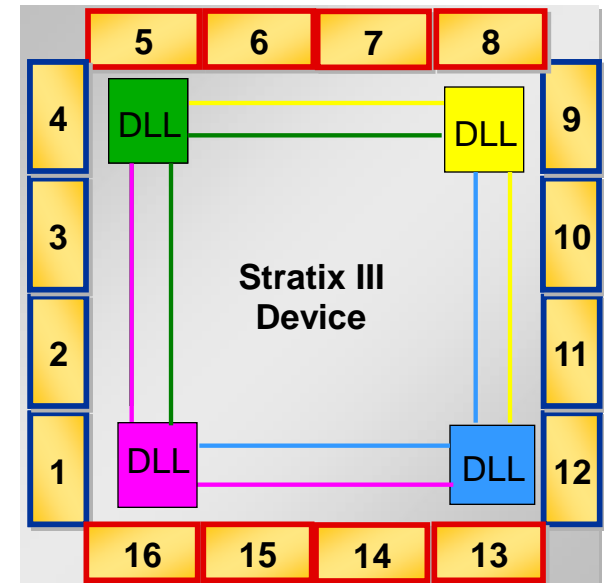 5 6 7 8
4 DLL DLL 9
3 10
Stratix III
Device
2 11
1 DLL DLL 12
16 15 14 13